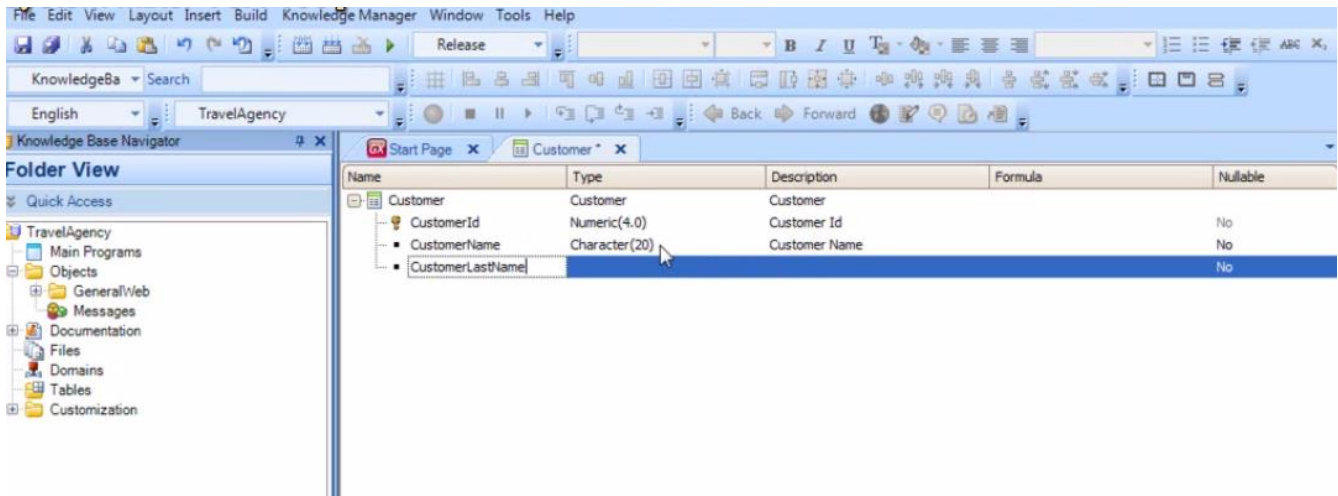 File Edit View Layout Insert Build Knowledge Manager Window Tools Help
Release B I U ABC X,
KnowledgeBa Search
English TravelAgency Back Forward
Knowledge Base Navigator
Folder View
Quick Access
TravelAgency
Main Programs
Objects
GeneralWeb
Messages
Documentation
Files
Domains
Tables
Customization
Start Page Customer *
Name Type Description Formula Nullable
Customer Customer Customer
CustomerId Numeric(4.0) Customer Id No
CustomerName Character(20) Customer Name No
CustomerLastName No